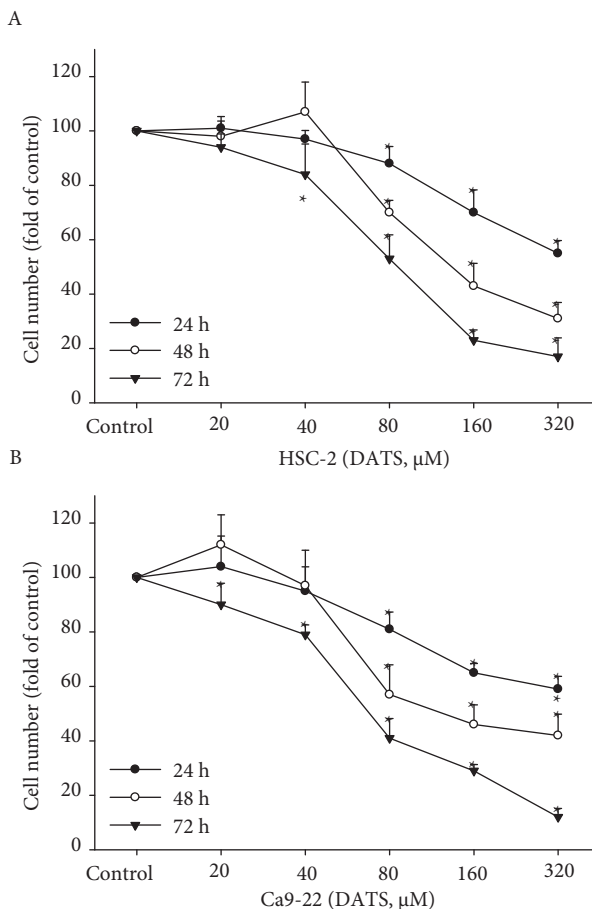 A
Cell number (fold of control)
120
100
80
60
40
20
0
24 h
48 h
72 h
Control 20 40 80 160 320
HSC-2 (DATS, µM)
B
Cell number (fold of control)
120
100
80
60
40
20
0
24 h
48 h
72 h
Control 20 40 80 160 320
Ca9-22 (DATS, µM)